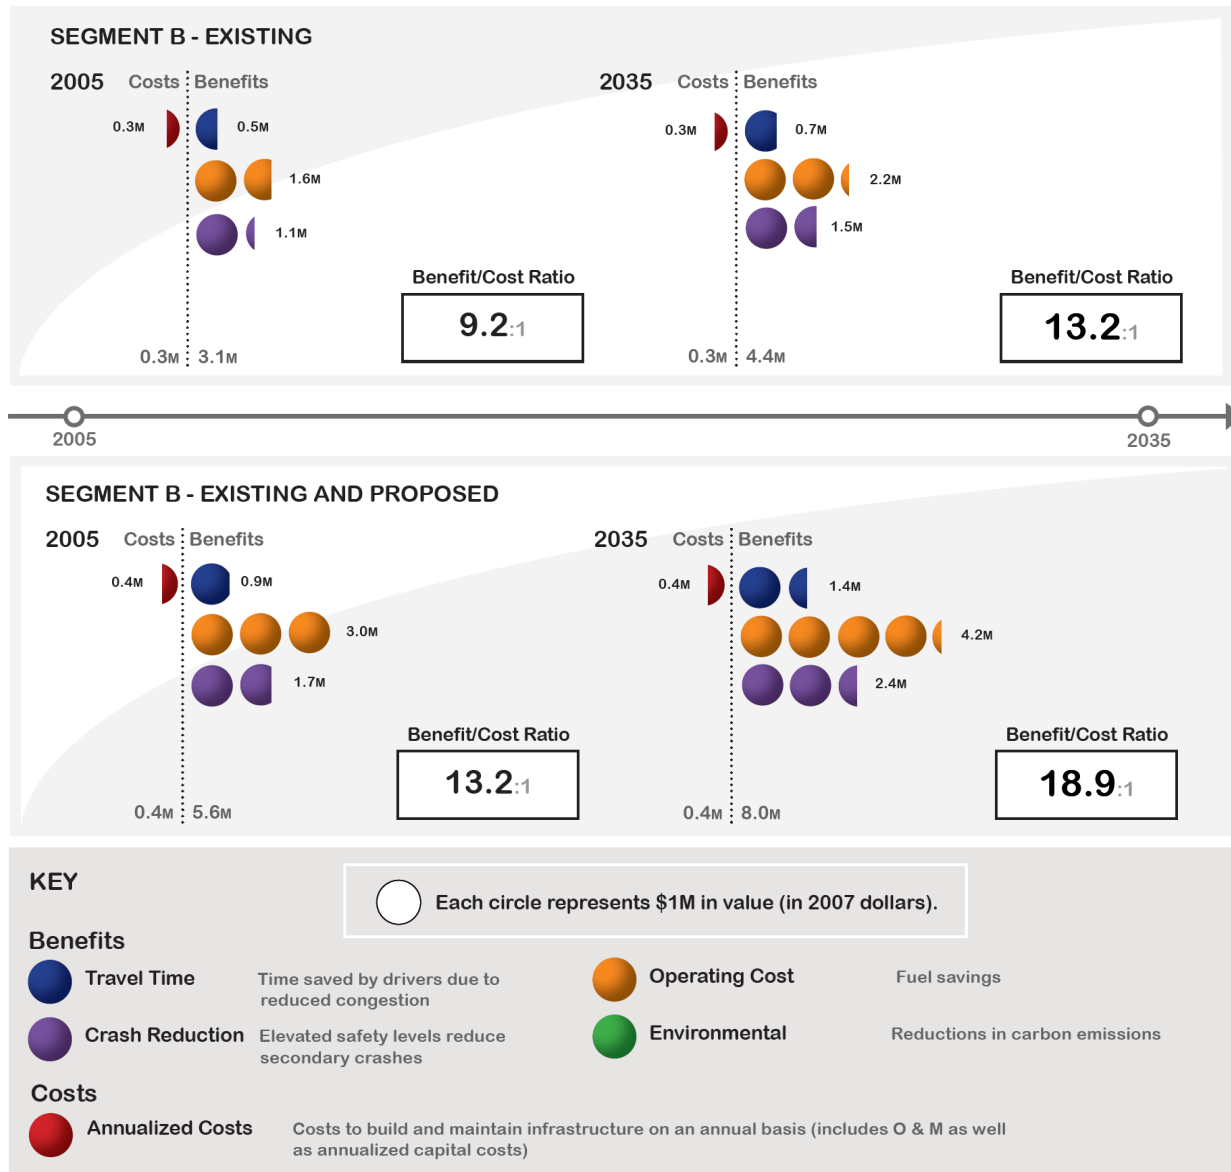 SEGMENT B - EXISTING
2005 Costs Benefits
0.3M 0.5M
1.6M
1.1M
Benefit/Cost Ratio
9.2:1
0.3M 3.1M
2035 Costs Benefits
0.3M 0.7M
2.2M
1.5M
Benefit/Cost Ratio
13.2:1
0.3M 4.4M
2005 2035
SEGMENT B - EXISTING AND PROPOSED
2005 Costs Benefits
0.4M 0.9M
3.0M
1.7M
Benefit/Cost Ratio
13.2:1
0.4M 5.6M
2035 Costs Benefits
0.4M 1.4M
4.2M
2.4M
Benefit/Cost Ratio
18.9:1
0.4M 8.0M
KEY
Each circle represents $1M in value (in 2007 dollars).
Benefits
Travel Time
Time saved by drivers due to
reduced congestion
Operating Cost
Fuel savings
Crash Reduction
Elevated safety levels reduce
secondary crashes
Environmental
Reductions in carbon emissions
Costs
Annualized Costs
Costs to build and maintain infrastructure on an annual basis (includes O & M as well
as annualized capital costs)